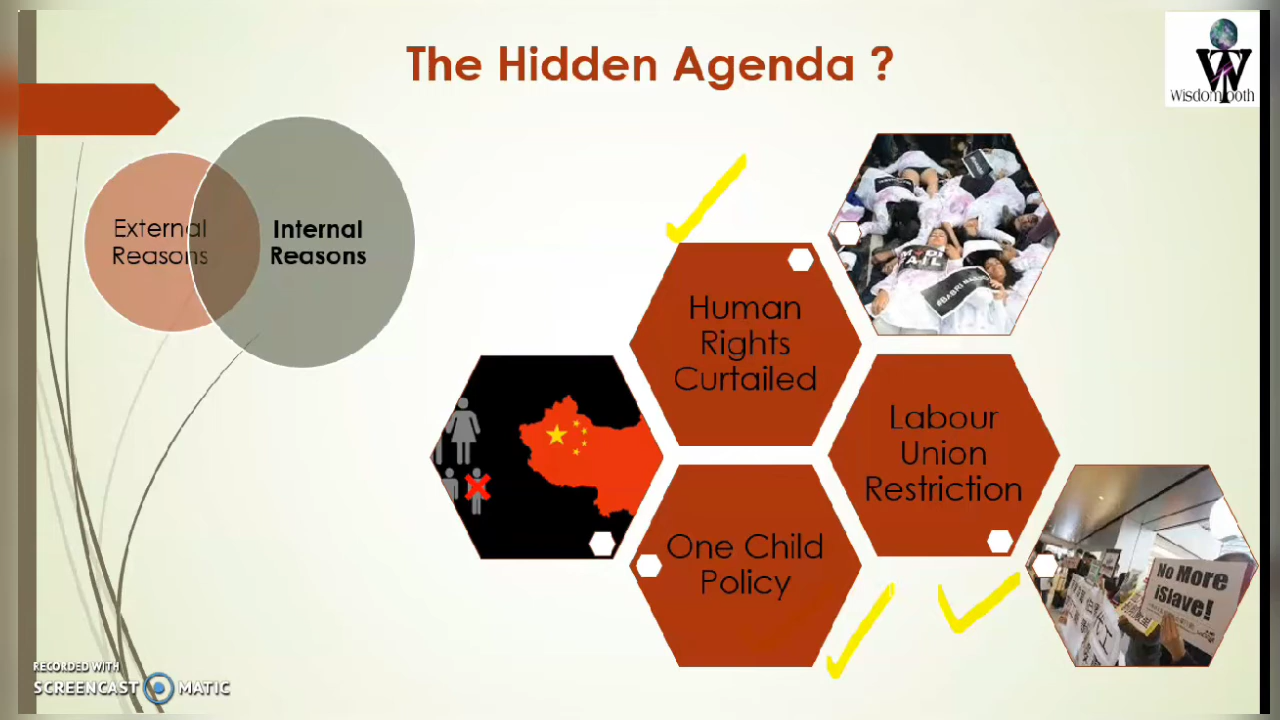 The Hidden Agenda ?
WisdomTooth
External
Reasons
Internal
Reasons
Human
Rights
Curtailed
Labour
Union
Restriction
One Child
Policy
No More
iSlave!
RECORDED WITH
SCREENCAST MATIC